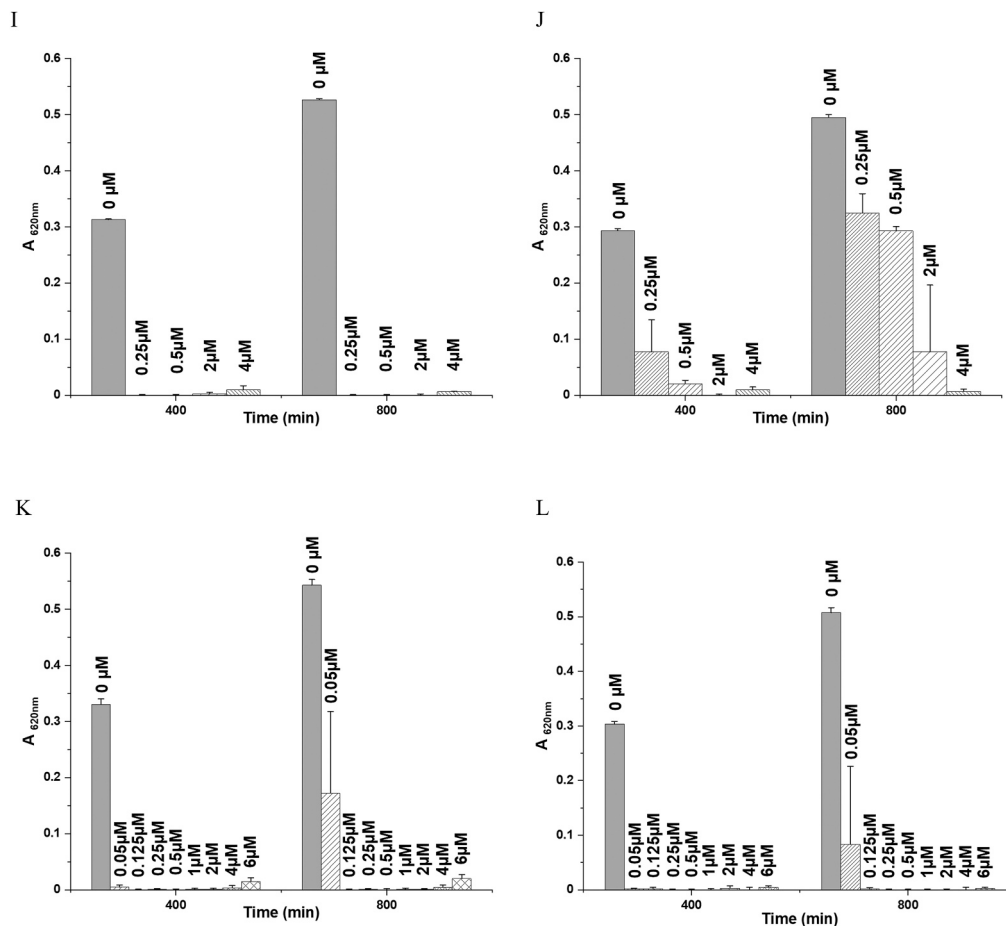 I
0.6
0.5
0.4
0.3
0.2
0.1
0
A 620nm
0 µM
0.25µM
0.5µM
2µM
4µM
0 µM
0.25µM
0.5µM
2µM
4µM
400
800
Time (min)
J
0.6
0.5
0.4
0.3
0.2
0.1
0
A 620nm
0 µM
0.25µM
0.5µM
2µM
4µM
0 µM
0.25µM
0.5µM
2µM
4µM
400
800
Time (min)
K
0.6
0.5
0.4
0.3
0.2
0.1
0
A 620nm
0 µM
0.05µM
0.125µM
0.25µM
0.5µM
1µM
2µM
4µM
6µM
0 µM
0.05µM
0.125µM
0.25µM
0.5µM
1µM
2µM
4µM
6µM
400
800
Time (min)
L
0.6
0.5
0.4
0.3
0.2
0.1
0
A 620nm
0 µM
0.05µM
0.125µM
0.25µM
0.5µM
1µM
2µM
4µM
6µM
0 µM
0.05µM
0.125µM
0.25µM
0.5µM
1µM
2µM
4µM
6µM
400
800
Time (min)